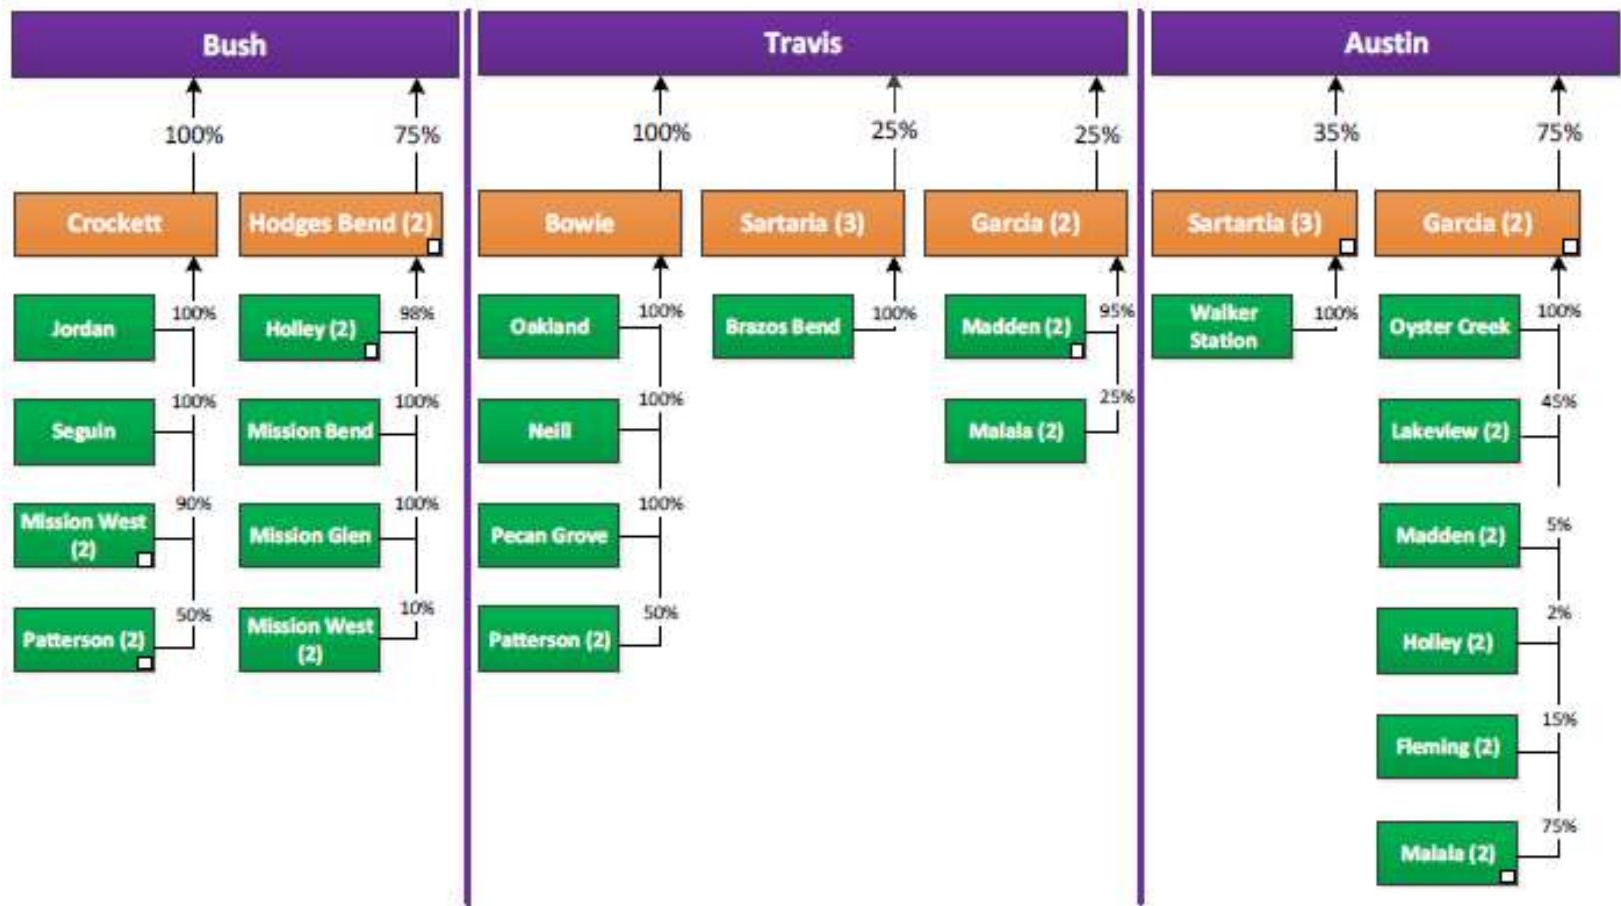 Bush
Travis
Austin
100%
75%
100%
25%
25%
35%
75%
Crockett
Hodges Bend (2)
Bowie
Sartaria (3)
Garcia (2)
Sartartia (3)
Garcia (2)
Jordan
100%
Seguin
100%
Mission West
(2)
90%
Patterson (2)
50%
Holley (2)
98%
Mission Bend
100%
Mission Glen
100%
Mission West
(2)
10%
Oakland
100%
Neill
100%
Pecan Grove
100%
Patterson (2)
50%
Brazos Bend
100%
Madden (2)
95%
Malala (2)
25%
Walker
Station
100%
Oyster Creek
100%
Lakeview (2)
45%
Madden (2)
5%
Holley (2)
2%
Fleming (2)
15%
Malala (2)
75%